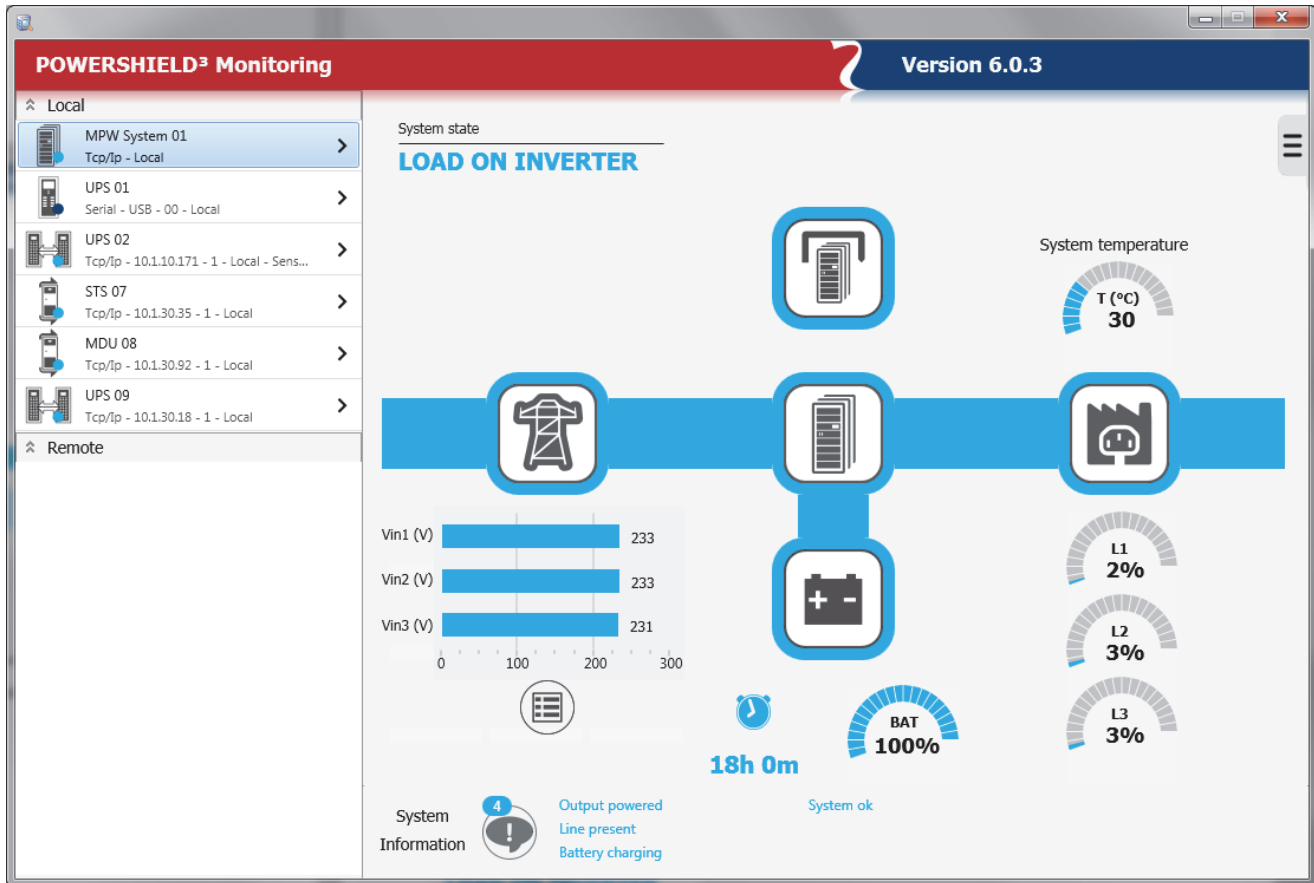 POWERSHIELD³ Monitoring
Version 6.0.3
Local
MPW System 01
Tcp/Ip - Local
UPS 01
Serial - USB - 00 - Local
UPS 02
Tcp/Ip - 10.1.10.171 - 1 - Local - Sens...
STS 07
Tcp/Ip - 10.1.30.35 - 1 - Local
MDU 08
Tcp/Ip - 10.1.30.92 - 1 - Local
UPS 09
Tcp/Ip - 10.1.30.18 - 1 - Local
Remote
System state
LOAD ON INVERTER
System temperature
T (°C)
30
Vin1 (V) 233
Vin2 (V) 233
Vin3 (V) 231
0 100 200 300
L1
2%
L2
3%
L3
3%
18h 0m
BAT
100%
System
Information
4
Output powered
Line present
Battery charging
System ok